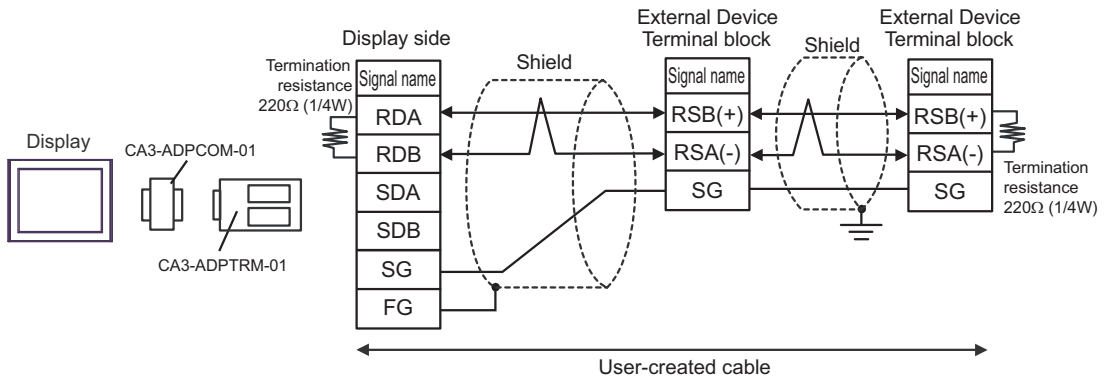 Display
CA3-ADPCOM-01
CA3-ADPTRM-01
Display side
Termination
resistance
220Ω (1/4W)
Signal name
RDA
RDB
SDA
SDB
SG
FG
Shield
External Device
Terminal block
Signal name
RSB(+)
RSA(-)
SG
Shield
External Device
Terminal block
Signal name
RSB(+)
RSA(-)
SG
Termination
resistance
220Ω (1/4W)
User-created cable